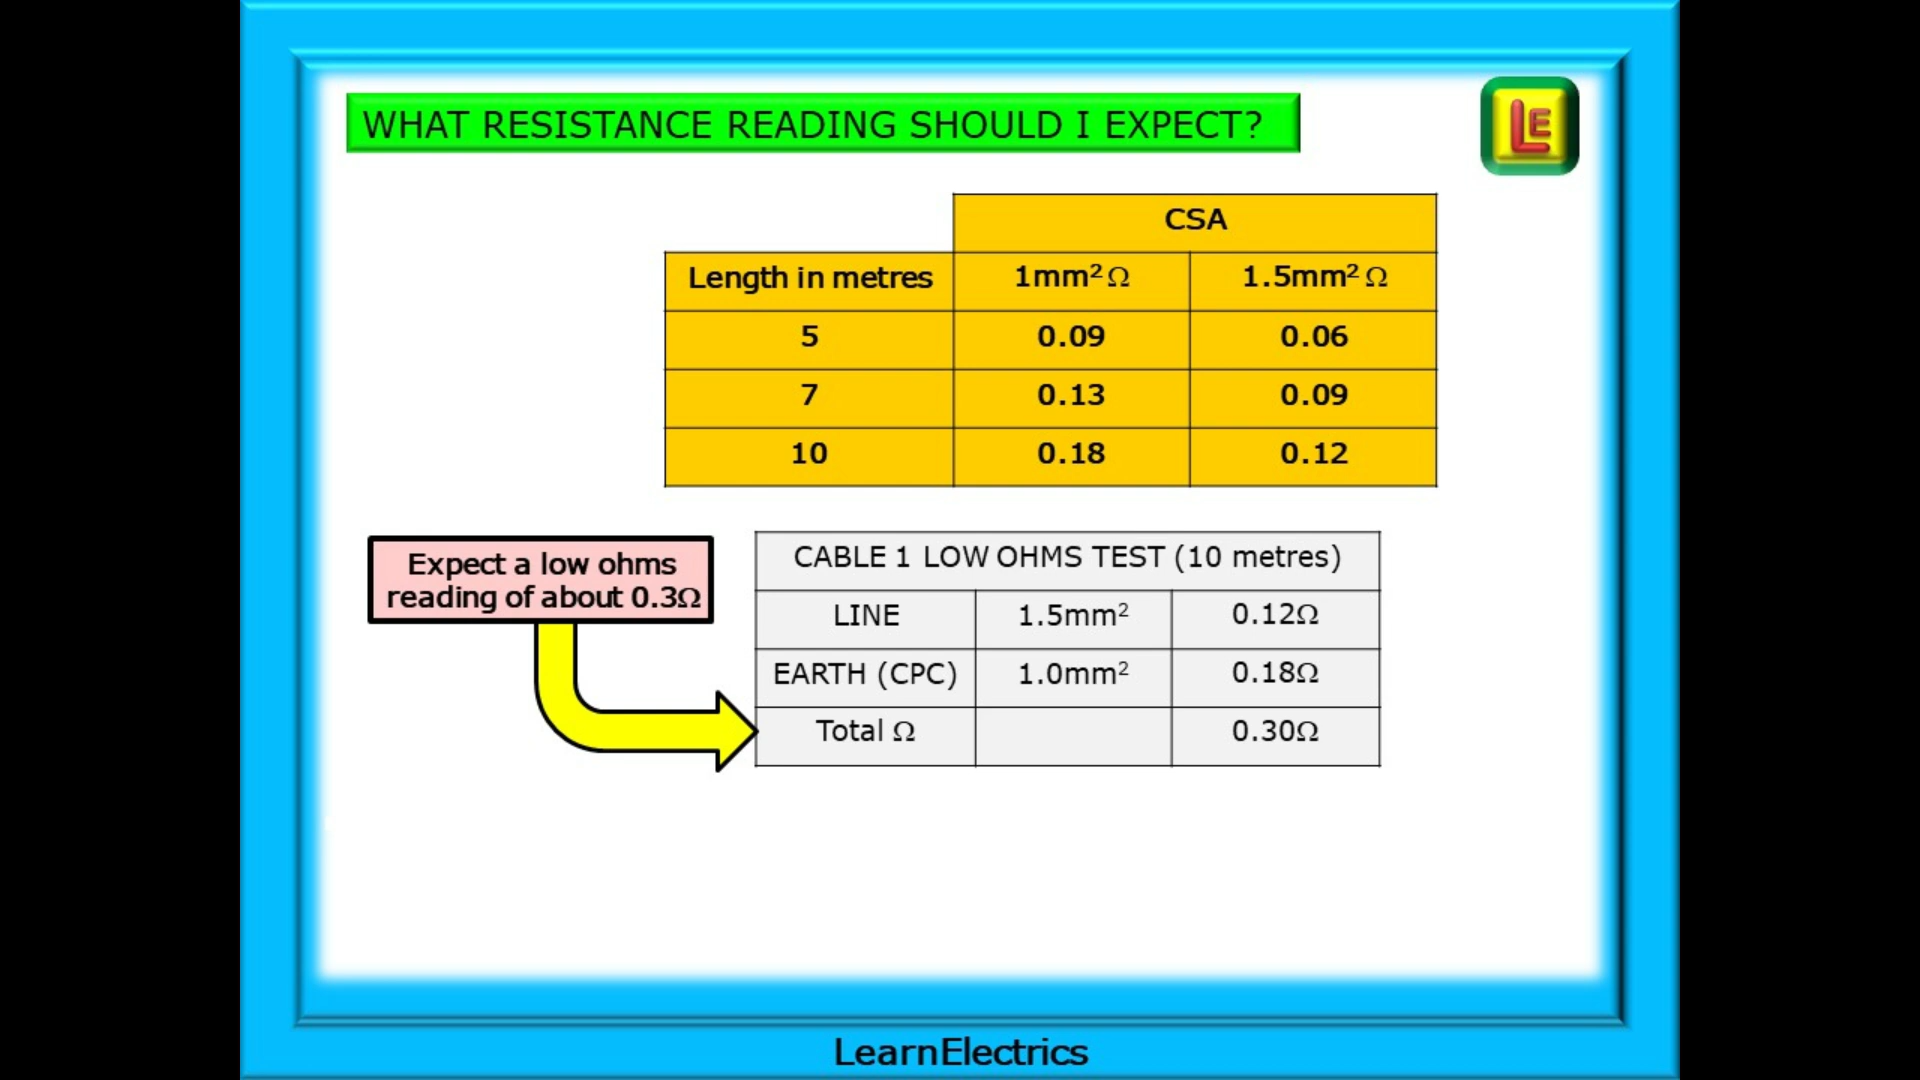 WHAT RESISTANCE READING SHOULD I EXPECT?
LE
CSA
Length in metres 1mm² Ω 1.5mm² Ω
5 0.09 0.06
7 0.13 0.09
10 0.18 0.12
Expect a low ohms
reading of about 0.3Ω
CABLE 1 LOW OHMS TEST (10 metres)
LINE 1.5mm² 0.12Ω
EARTH (CPC) 1.0mm² 0.18Ω
Total Ω 0.30Ω
LearnElectrics